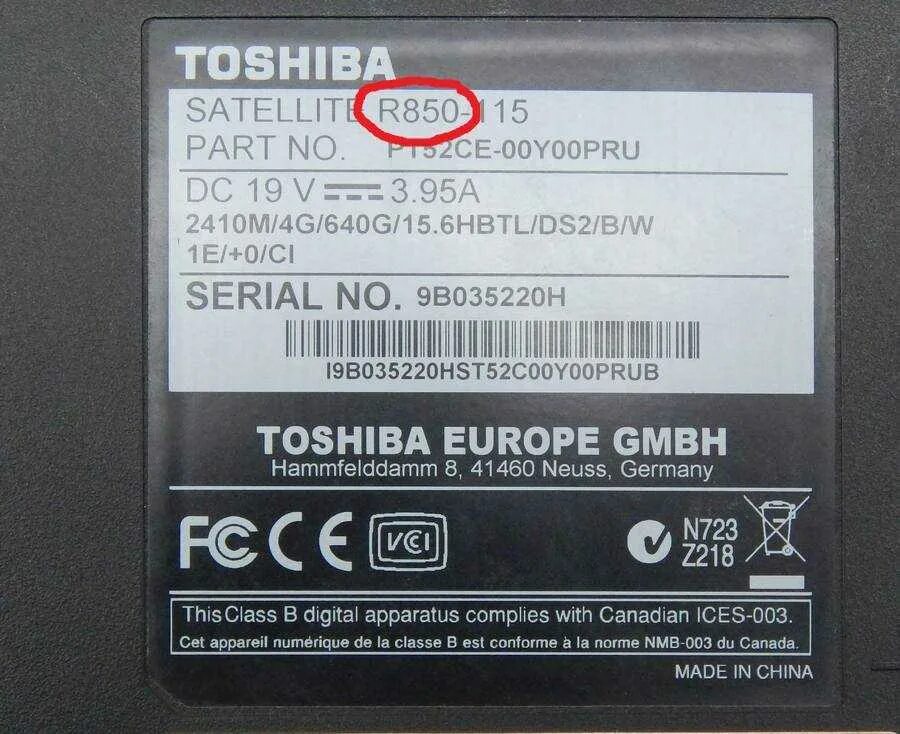 TOSHIBA
SATELLITE R850-115
PART NO. PT52CE-00Y00PRU
DC 19 V 3.95A
2410M/4G/640G/15.6HBTL/DS2/B/W
1E/+0/CI
SERIAL NO. 9B035220H
I9B035220HST52C00Y00PRUB
TOSHIBA EUROPE GMBH
Hammfelddamm 8, 41460 Neuss, Germany
FC CE VCI N723
Z218
This Class B digital apparatus complies with Canadian ICES-003.
Cet appareil numérique de la classe B est conforme à la norme NMB-003 du Canada.
MADE IN CHINA